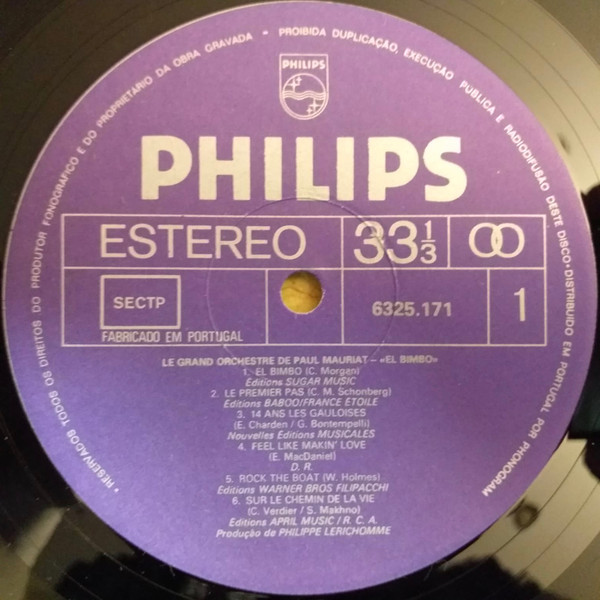 • RESERVADOS TODOS OS DIREITOS DO PRODUTOR FONOGRÁFICO E DO PROPRIETÁRIO DA OBRA GRAVADA - PROIBIDA DUPLICAÇÃO, EXECUÇÃO PÚBLICA E RADIODIFUSÃO DESTE DISCO • DISTRIBUIDO EM PORTUGAL POR PHONOGRAM
PHILIPS
PHILIPS
ESTEREO 33 1/3
SECTP 6325.171 1
FABRICADO EM PORTUGAL
LE GRAND ORCHESTRE DE PAUL MAURIAT – «EL BIMBO»
1. EL BIMBO (C. Morgan)
Éditions SUGAR MUSIC
2. LE PREMIER PAS (C. M. Schonberg)
Éditions BABOO/FRANCE ÉTOILE
3. 14 ANS LES GAULOISES
(E. Charden / G. Bontempelli)
Nouvelles Éditions MUSICALES
4. FEEL LIKE MAKIN' LOVE
(E. MacDaniel)
D. R.
5. ROCK THE BOAT (W. Holmes)
Éditions WARNER BROS FILIPACCHI
6. SUR LE CHEMIN DE LA VIE
(C. Verdier / S. Makhno)
Éditions APRIL MUSIC / R. C. A.
Produção de PHILIPPE LERICHOMME